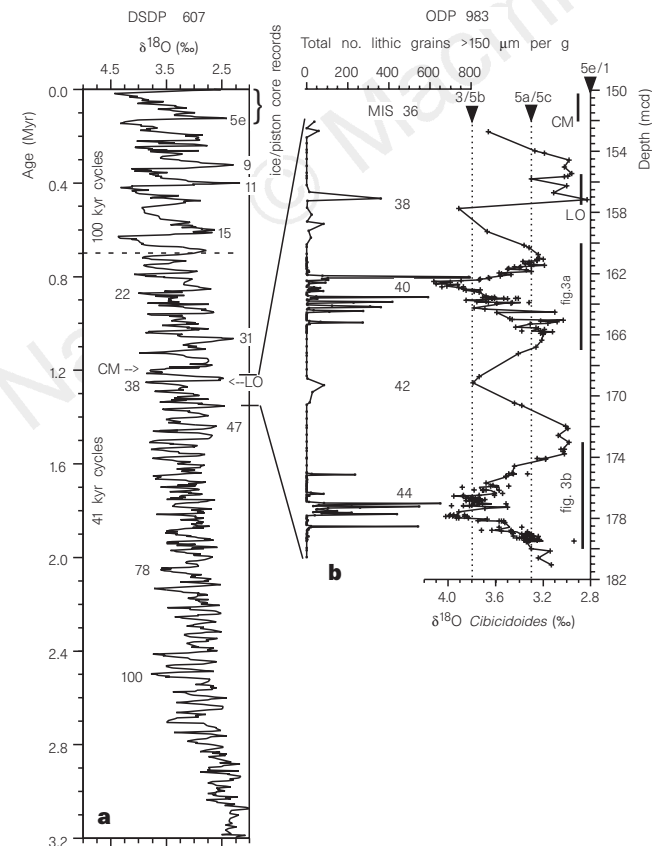 DSDP 607
δ18O (‰)
4.5 3.5 2.5
Age (Myr)
0.0
0.4
0.8
1.2
1.6
2.0
2.4
2.8
3.2
100 kyr cycles
41 kyr cycles
5e
9
11
15
22
31
CM -->
38
<--LO
47
78
100
a
ice/piston core records
ODP 983
Total no. lithic grains >150 μm per g
0 200 400 600 800
MIS 36
3/5b
5a/5c
5e/1
CM
38
LO
40
42
44
fig.3a
fig. 3b
b
Depth (mcd)
150
154
158
162
166
170
174
178
182
4.0 3.6 3.2 2.8
δ18O Cibicidoides (‰)